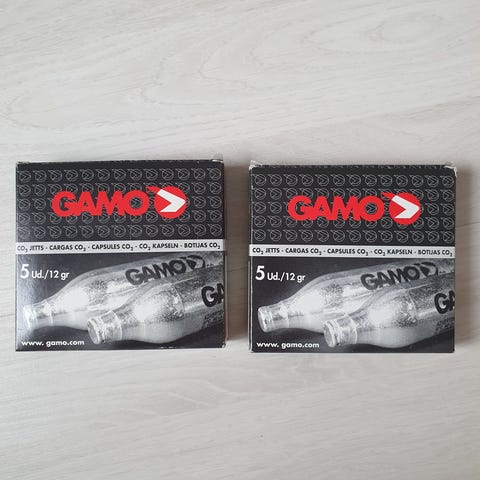 GAMO
CO₂ JETTS - CARGAS CO₂ - CAPSULES CO₂ - CO₂ KAPSELN - BOTIJAS CO₂
5 Ud./12 gr
GAMO
GA
www.gamo.com
GAMO
CO₂ JETTS - CARGAS CO₂ - CAPSULES CO₂ - CO₂ KAPSELN - BOTIJAS CO₂
5 Ud./12 gr
GAMO
GA
www.gamo.com